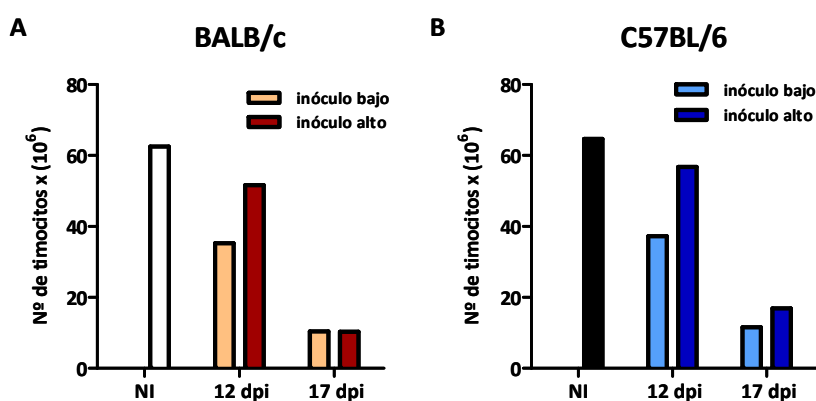 A
BALB/c
Nº de timocitos x (10⁶)
80
60
40
20
0
inóculo bajo
inóculo alto
NI
12 dpi
17 dpi
B
C57BL/6
Nº de timocitos x (10⁶)
80
60
40
20
0
inóculo bajo
inóculo alto
NI
12 dpi
17 dpi